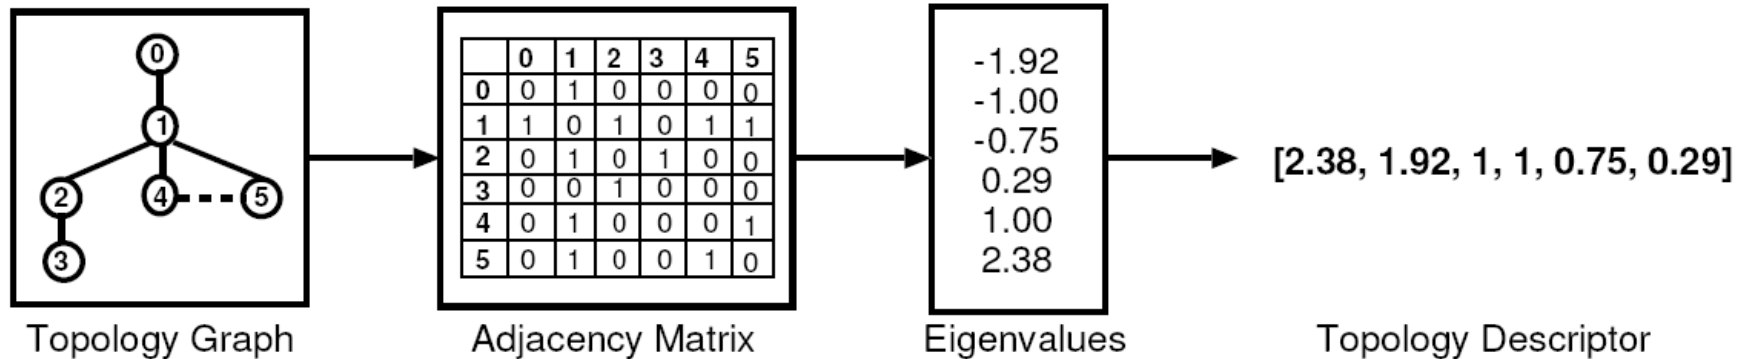 0
1
2 4 5
3
0 1 2 3 4 5
0 0 1 0 0 0 0
1 1 0 1 0 1 1
2 0 1 0 1 0 0
3 0 0 1 0 0 0
4 0 1 0 0 0 1
5 0 1 0 0 1 0
-1.92
-1.00
-0.75
0.29
1.00
2.38
[2.38, 1.92, 1, 1, 0.75, 0.29]
Topology Graph
Adjacency Matrix
Eigenvalues
Topology Descriptor